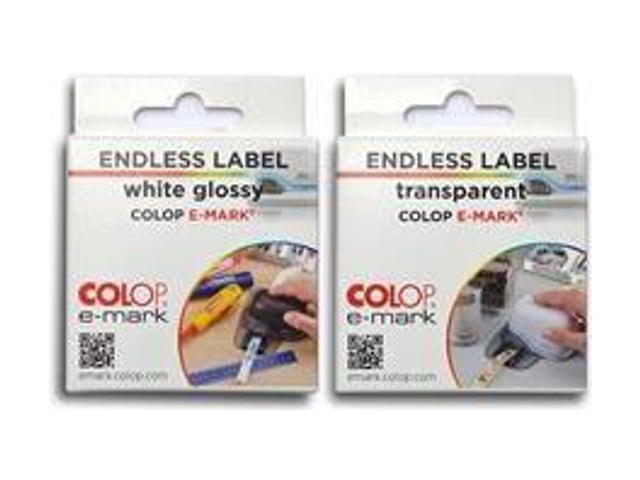 ENDLESS LABEL
white glossy
COLOP E-MARK®
COLOP
e-mark
emark.colop.com
ENDLESS LABEL
transparent
COLOP E-MARK®
COLOP
e-mark
emark.colop.com